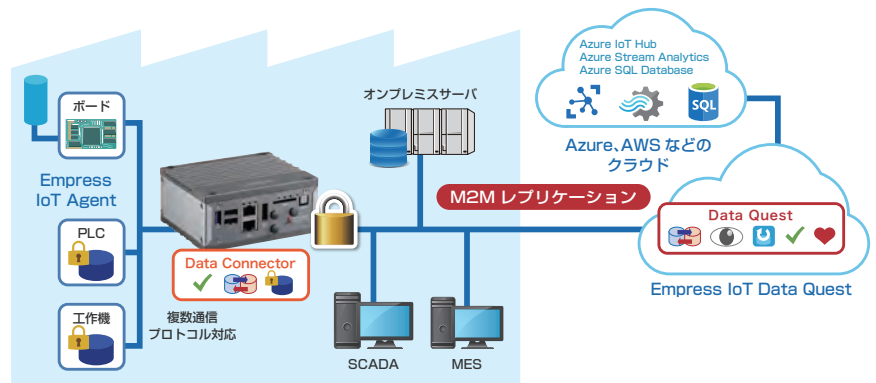 ボード
Empress
IoT Agent
PLC
工作機
Data Connector
複数通信
プロトコル対応
オンプレミスサーバ
SCADA
MES
M2M レプリケーション
Azure IoT Hub
Azure Stream Analytics
Azure SQL Database
SQL
Azure、AWS などの
クラウド
Data Quest
Empress IoT Data Quest